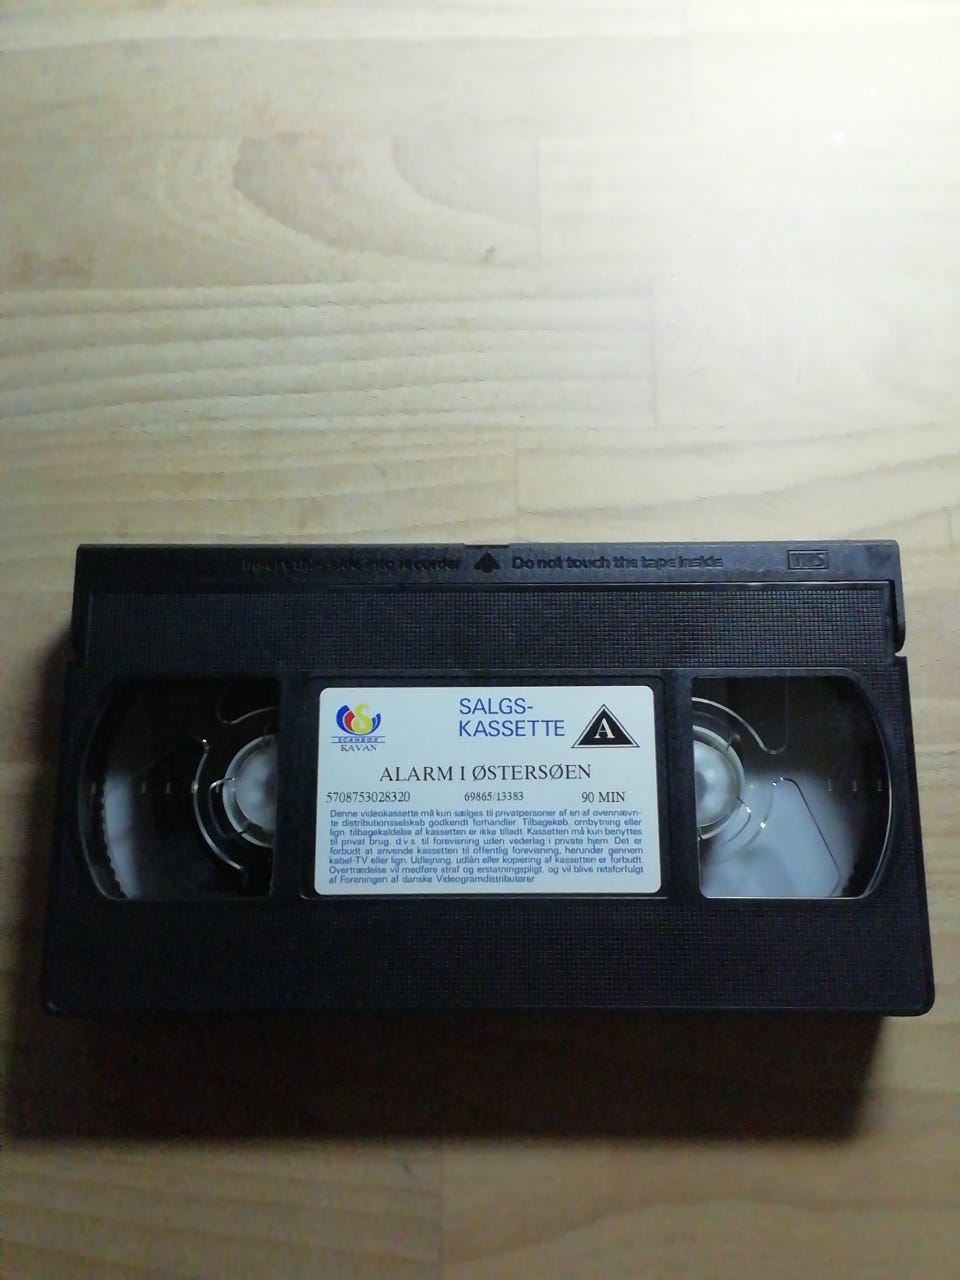 Insert this side into recorder Do not touch the tape inside VHS
SCANBOX
KAVAN
SALGS-
KASSETTE
A
ALARM I ØSTERSØEN
5708753028320 69865/13383 90 MIN
Denne videokassette må kun sælges til privatpersoner af en af ovennævn-
te distributionsselskab godkendt forhandler Tilbagekøb, ombytning eller
lign tilbagekaldelse af kassetten er ikke tilladt. Kassetten må kun benyttes
til privat brug, d v s til forevisning uden vederlag i private hjem. Det er
forbudt at anvende kassetten til offentlig forevisning, herunder gennem
kabel-TV eller lign. Udlejning, udlån eller kopiering af kassetten er forbudt.
Overtrædelse vil medføre straf og erstatningspligt, og vil blive retsforfulgt
af Foreningen af danske Videogramdistributører